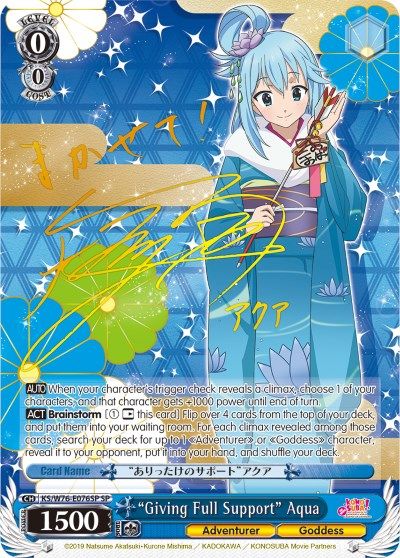 LEVEL
0
0
COST
まかせて!
アクア
AUTO When your character's trigger check reveals a climax, choose 1 of your
characters, and that character gets +1000 power until end of turn.
ACT Brainstorm [① this card] Flip over 4 cards from the top of your deck,
and put them into your waiting room. For each climax revealed among those
cards, search your deck for up to 1 «Adventurer» or «Goddess» character,
reveal it to your opponent, put it into your hand, and shuffle your deck.
Card Name
"ありったけのサポート"アクア
CH KS/W76-E076SP SP
"Giving Full Support" Aqua
POWER
1500
Adventurer
Goddess
©2019 Natsume Akatsuki・Kurone Mishima / KADOKAWA / KONOSUBA Movie Partners